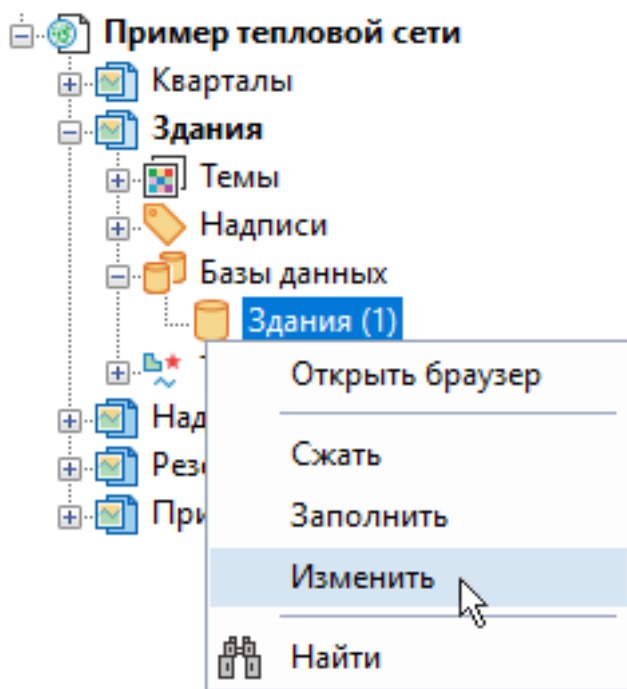 Пример тепловой сети
Кварталы
Здания
Темы
Надписи
Базы данных
Здания (1)
Открыть браузер
Сжать
Заполнить
Изменить
Найти